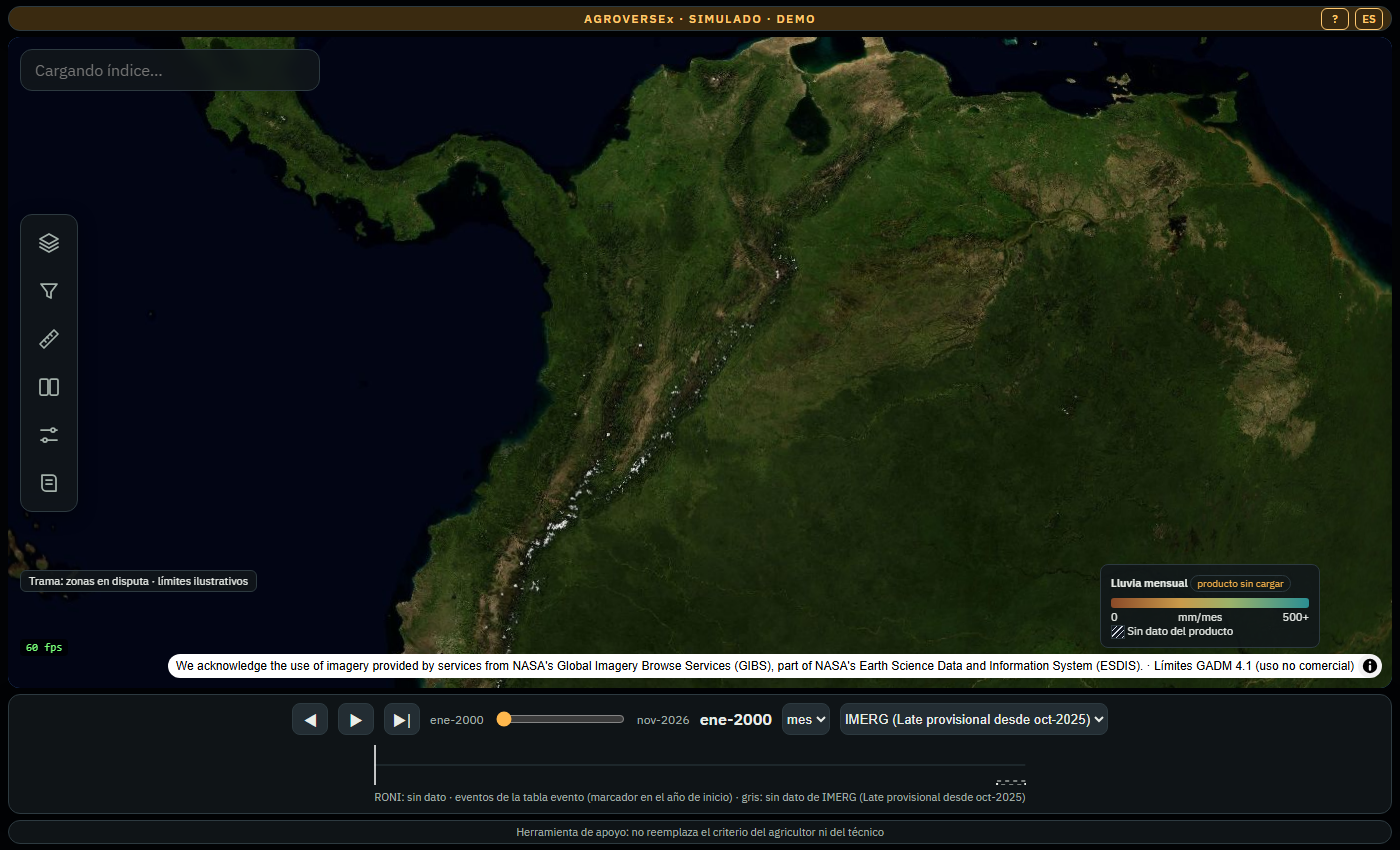 AGROVERSEx · SIMULADO · DEMO
?
ES
Cargando índice...
Trama: zonas en disputa · límites ilustrativos
Lluvia mensual producto sin cargar
0 mm/mes 500+
Sin dato del producto
60 fps
We acknowledge the use of imagery provided by services from NASA's Global Imagery Browse Services (GIBS), part of NASA's Earth Science Data and Information System (ESDIS). · Límites GADM 4.1 (uso no comercial)
ene-2000 nov-2026 ene-2000 mes IMERG (Late provisional desde oct-2025)
RONI: sin dato · eventos de la tabla evento (marcador en el año de inicio) · gris: sin dato de IMERG (Late provisional desde oct-2025)
Herramienta de apoyo: no reemplaza el criterio del agricultor ni del técnico